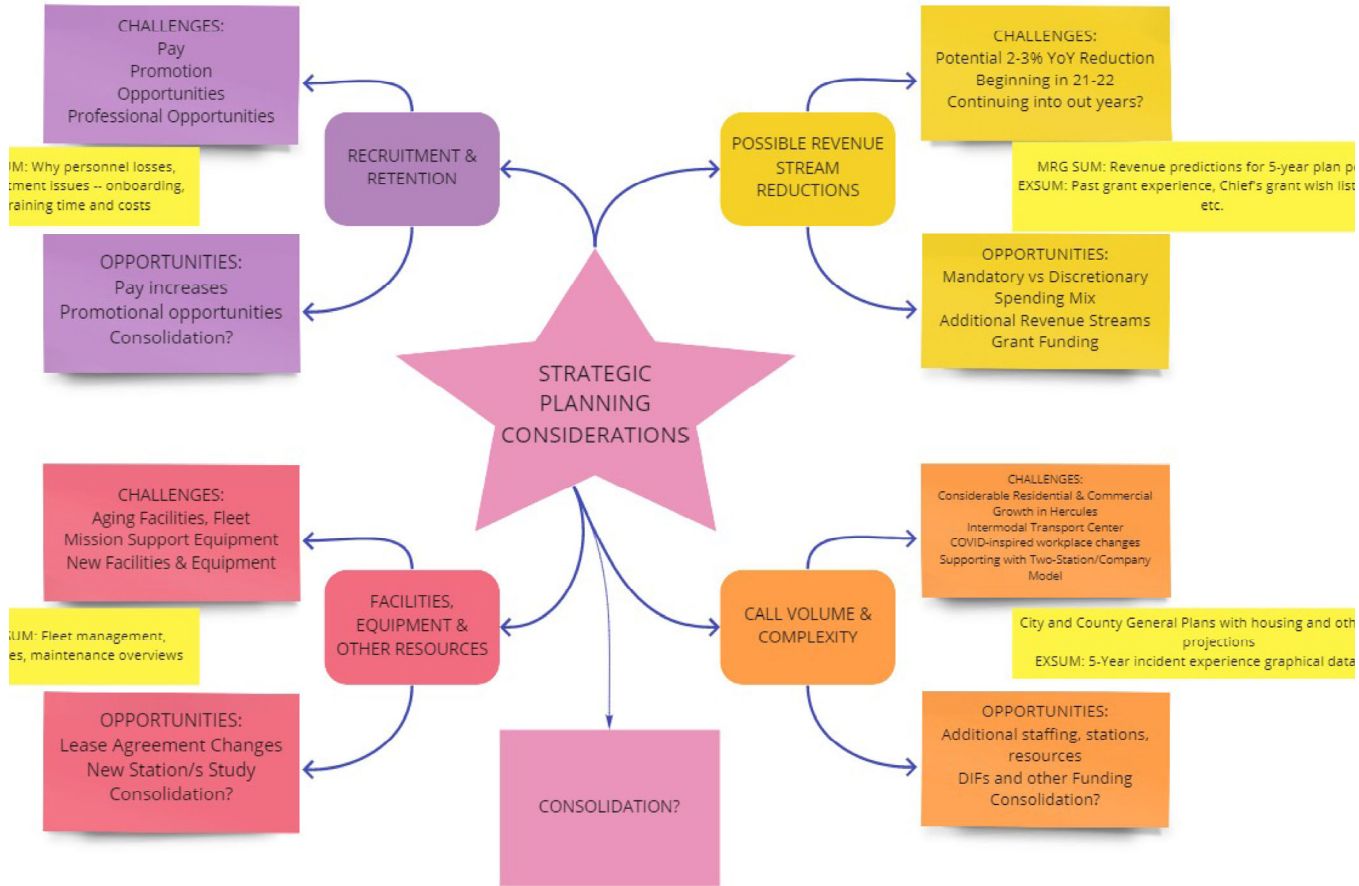 CHALLENGES:
Pay
Promotion
Opportunities
Professional Opportunities
RECRUITMENT &
RETENTION
SUM: Why personnel losses,
issues -- onboarding,
training time and costs
OPPORTUNITIES:
Pay increases
Promotional opportunities
Consolidation?
POSSIBLE REVENUE
STREAM
REDUCTIONS
CHALLENGES:
Potential 2-3% YoY Reduction
Beginning in 21-22
Continuing into out years?
MRG SUM: Revenue predictions for 5-year plan
EXSUM: Past grant experience, Chief's grant wish list
etc.
OPPORTUNITIES:
Mandatory vs Discretionary
Spending Mix
Additional Revenue Streams
Grant Funding
STRATEGIC
PLANNING
CONSIDERATIONS
CHALLENGES:
Aging Facilities, Fleet
Mission Support Equipment
New Facilities & Equipment
FACILITIES,
EQUIPMENT &
OTHER RESOURCES
SUM: Fleet management,
maintenance overviews
OPPORTUNITIES:
Lease Agreement Changes
New Station/s Study
Consolidation?
CALL VOLUME &
COMPLEXITY
CHALLENGES:
Considerable Residential & Commercial
Growth in Hercules
Intermodal Transport Center
COVID-inspired workplace changes
Supporting with Two-Station/Company
Model
City and County General Plans with housing and
projections
EXSUM: 5-Year incident experience graphical data
OPPORTUNITIES:
Additional staffing, stations,
resources
DIFs and other Funding
Consolidation?
CONSOLIDATION?